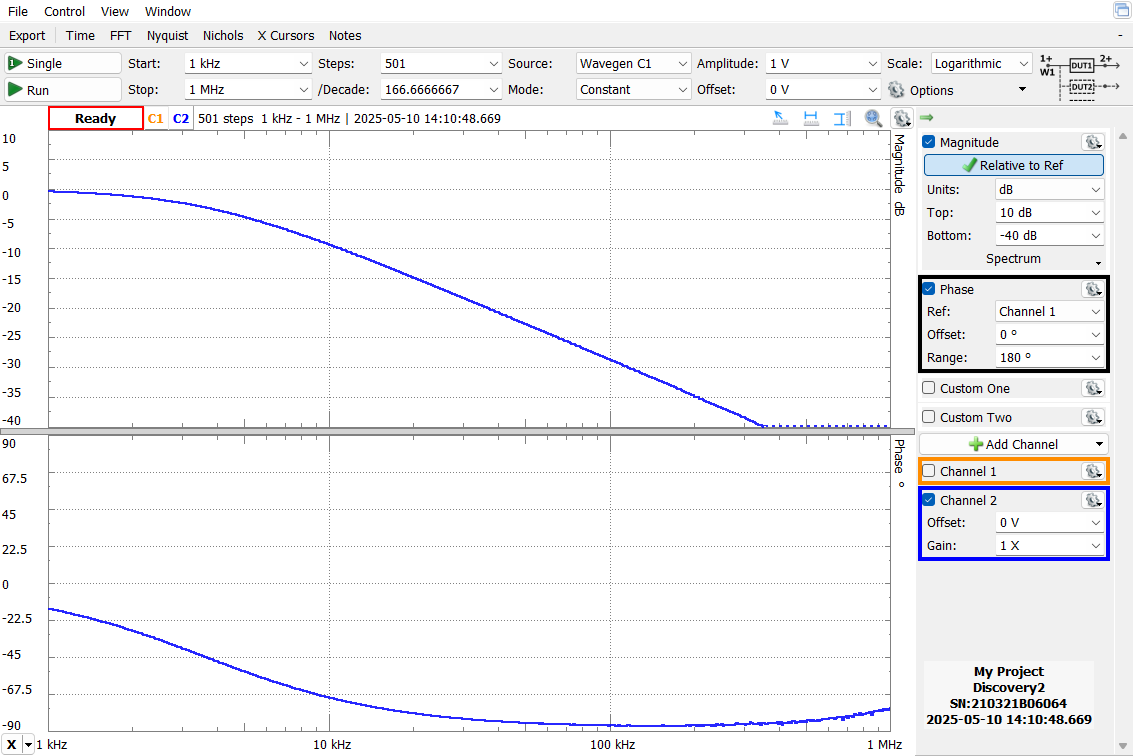 File Control View Window
Export Time FFT Nyquist Nichols X Cursors Notes
Single Start: 1 kHz Steps: 501 Source: Wavegen C1 Amplitude: 1 V Scale: Logarithmic
Run Stop: 1 MHz /Decade: 166.6666667 Mode: Constant Offset: 0 V Options
1+ W1 DUT1 2+
DUT2
Ready C1 C2 501 steps 1 kHz - 1 MHz | 2025-05-10 14:10:48.669
10
5
0
-5
-10
-15
-20
-25
-30
-35
-40
Magnitude dB
90
67.5
45
22.5
0
-22.5
-45
-67.5
-90
Phase °
X 1 kHz 10 kHz 100 kHz 1 MHz
Magnitude
Relative to Ref
Units: dB
Top: 10 dB
Bottom: -40 dB
Spectrum
Phase
Ref: Channel 1
Offset: 0 °
Range: 180 °
Custom One
Custom Two
Add Channel
Channel 1
Channel 2
Offset: 0 V
Gain: 1 X
My Project
Discovery2
SN:210321B06064
2025-05-10 14:10:48.669